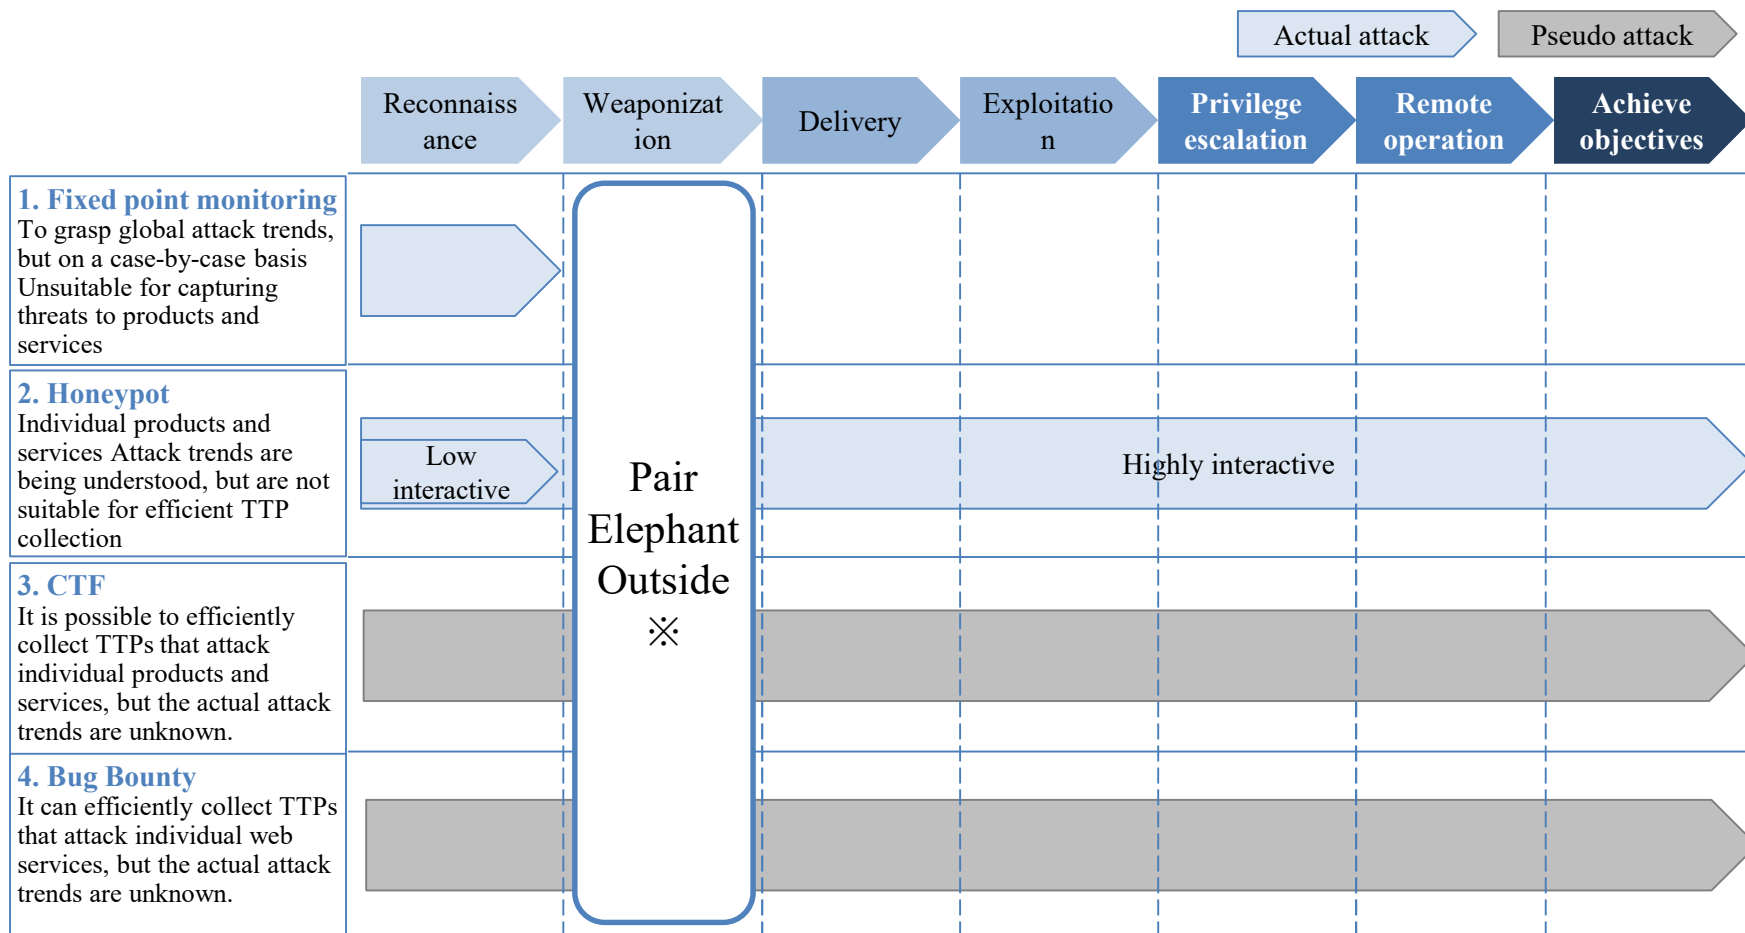 Actual attack
Pseudo attack
Reconnaiss
ance
Weaponizat
ion
Delivery
Exploitatio
n
Privilege
escalation
Remote
operation
Achieve
objectives
1. Fixed point monitoring
To grasp global attack trends,
but on a case-by-case basis
Unsuitable for capturing
threats to products and
services
2. Honeypot
Individual products and
services Attack trends are
being understood, but are not
suitable for efficient TTP
collection
Low
interactive
Highly interactive
Pair
Elephant
Outside
※
3. CTF
It is possible to efficiently
collect TTPs that attack
individual products and
services, but the actual attack
trends are unknown.
4. Bug Bounty
It can efficiently collect TTPs
that attack individual web
services, but the actual attack
trends are unknown.